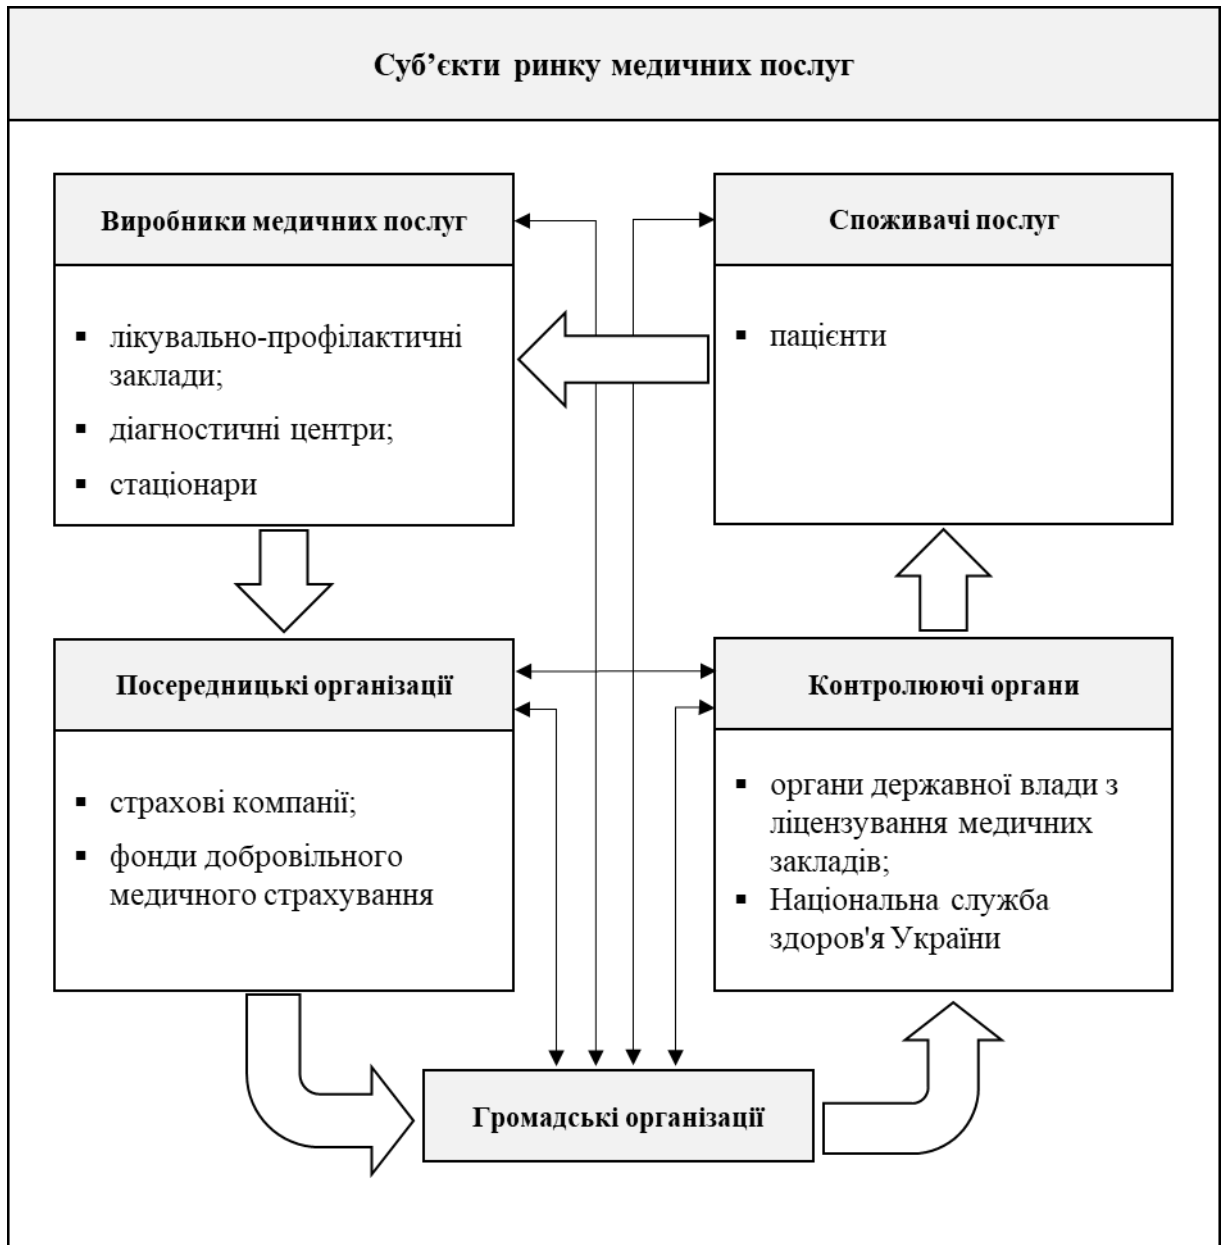 Суб’єкти ринку медичних послуг
Виробники медичних послуг
▪ лікувально-профілактичні
заклади;
▪ діагностичні центри;
▪ стаціонари
Споживачі послуг
▪ пацієнти
Посередницькі організації
▪ страхові компанії;
▪ фонди добровільного
медичного страхування
Контролюючі органи
▪ органи державної влади з
ліцензування медичних
закладів;
▪ Національна служба
здоров'я України
Громадські організації